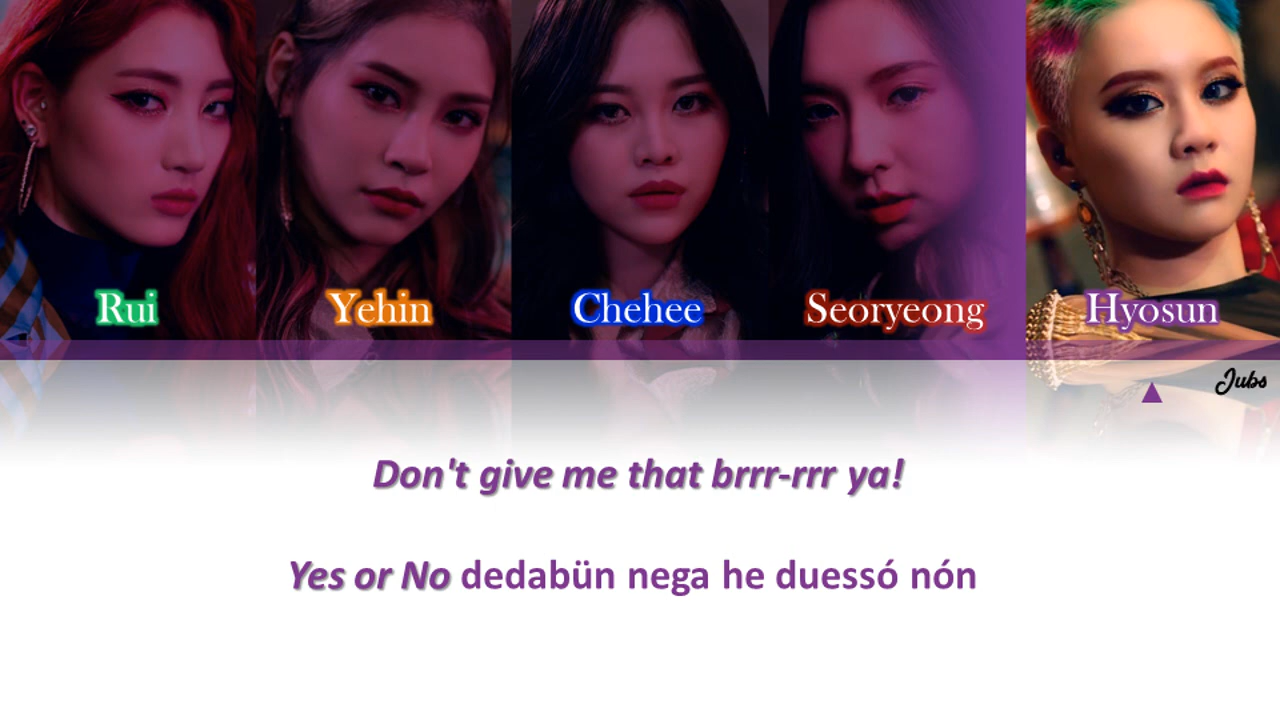 Rui Yehin Chehee Seoryeong Hyosun
Jubs
Don't give me that brrr-rrr ya!
Yes or No dedabün nega he duessó nón